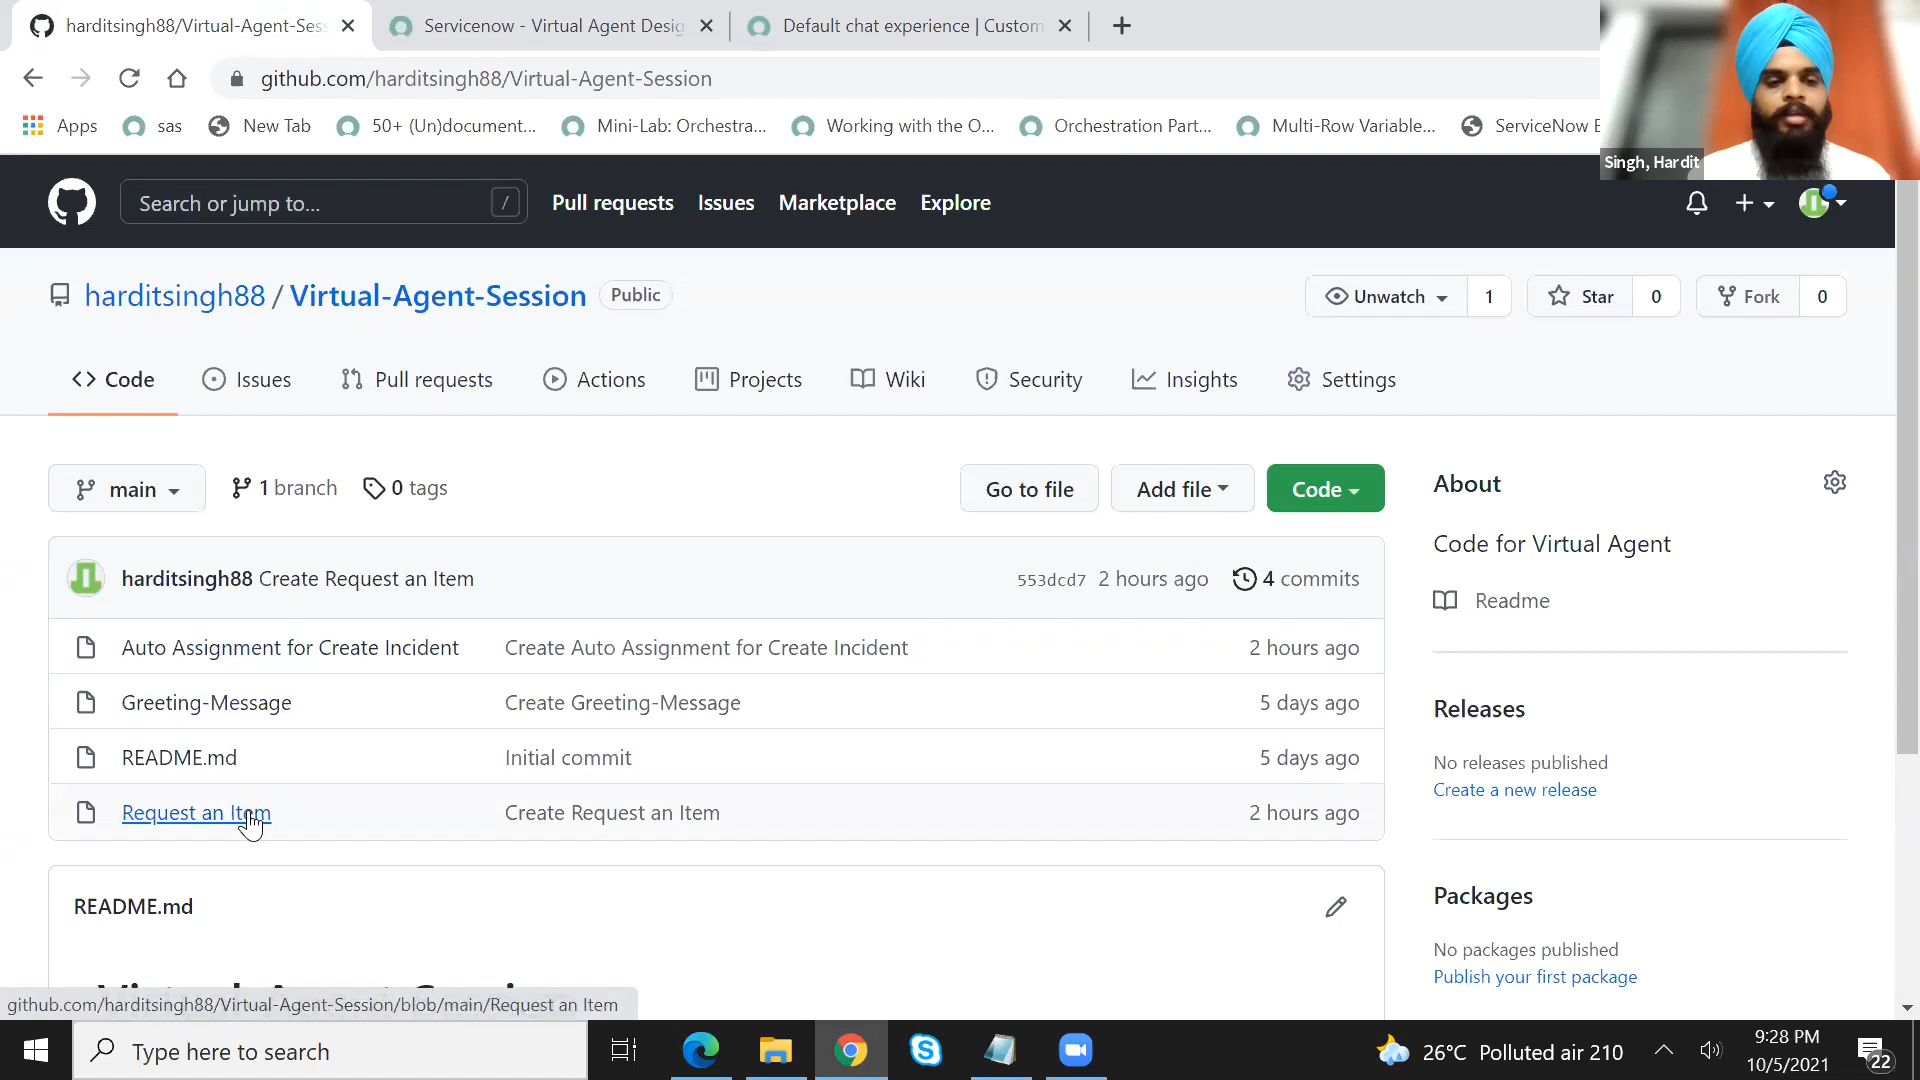 harditsingh88/Virtual-Agent-Sess
Servicenow - Virtual Agent Desig
Default chat experience | Custom
github.com/harditsingh88/Virtual-Agent-Session
Apps
sas
New Tab
50+ (Un)document...
Mini-Lab: Orchestra...
Working with the O...
Orchestration Part...
Multi-Row Variable...
ServiceNow E
Singh, Hardit
Search or jump to...
/
Pull requests
Issues
Marketplace
Explore
harditsingh88 / Virtual-Agent-Session
Public
Unwatch
1
Star
0
Fork
0
Code
Issues
Pull requests
Actions
Projects
Wiki
Security
Insights
Settings
main
1 branch
0 tags
Go to file
Add file
Code
harditsingh88 Create Request an Item
553dcd7 2 hours ago
4 commits
Auto Assignment for Create Incident
Create Auto Assignment for Create Incident
2 hours ago
Greeting-Message
Create Greeting-Message
5 days ago
README.md
Initial commit
5 days ago
Request an Item
Create Request an Item
2 hours ago
README.md
About
Code for Virtual Agent
Readme
Releases
No releases published
Create a new release
Packages
No packages published
Publish your first package
github.com/harditsingh88/Virtual-Agent-Session/blob/main/Request an Item
Type here to search
26°C Polluted air 210
9:28 PM
10/5/2021
22